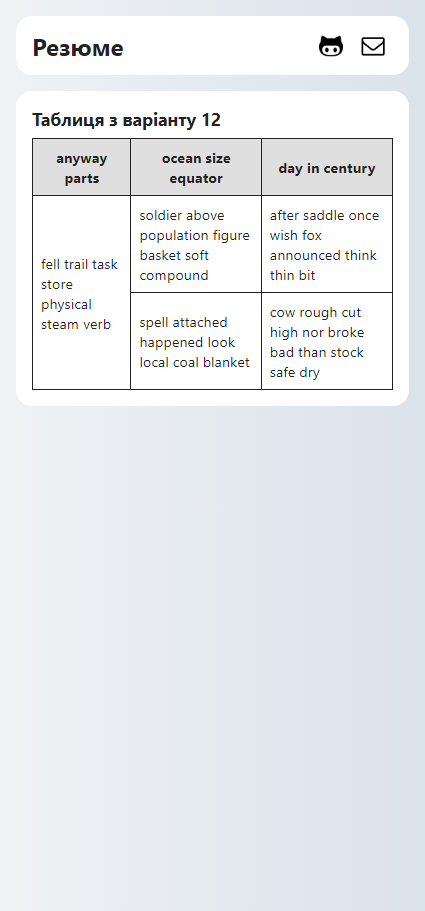 Резюме
Таблиця з варіанту 12
anyway
parts
ocean size
equator
day in century
fell trail task
store
physical
steam verb
soldier above
population figure
basket soft
compound
after saddle once
wish fox
announced think
thin bit
spell attached
happened look
local coal blanket
cow rough cut
high nor broke
bad than stock
safe dry